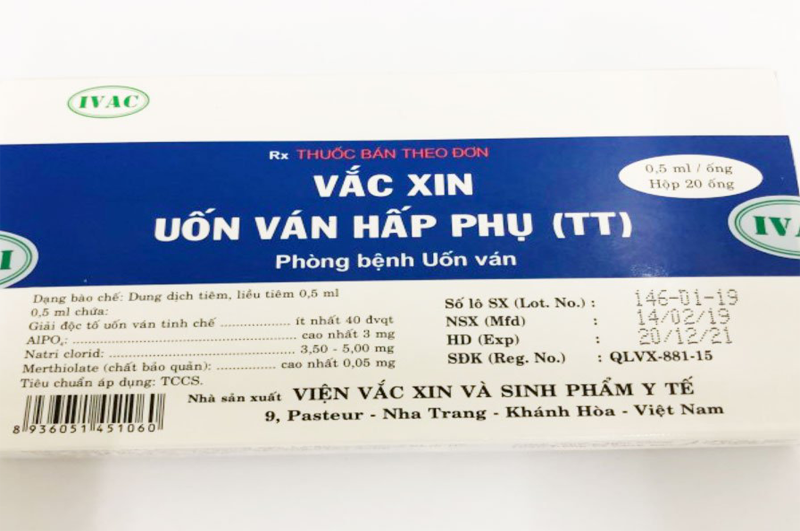 IVAC
Rx THUỐC BÁN THEO ĐƠN
VẮC XIN
UỐN VÁN HẤP PHỤ (TT)
Phòng bệnh Uốn ván
0,5 ml / ống
Hộp 20 ống
IVA
I
Dạng bào chế: Dung dịch tiêm, liều tiêm 0,5 ml
0,5 ml chứa:
Giải độc tố uốn ván tinh chế .............. ít nhất 40 đvqt
AlPO₄: .............. cao nhất 3 mg
Natri clorid: .............. 3,50 - 5,00 mg
Merthiolate (chất bảo quản): .............. cao nhất 0,05 mg
Tiêu chuẩn áp dụng: TCCS.
Số lô SX (Lot. No.) : 146-01-19
NSX (Mfd) : 14/02/19
HD (Exp) : 20/12/21
SĐK (Reg. No.) : QLVX-881-15
Nhà sản xuất VIỆN VẮC XIN VÀ SINH PHẨM Y TẾ
9, Pasteur - Nha Trang - Khánh Hòa - Việt Nam
8 936051 451060